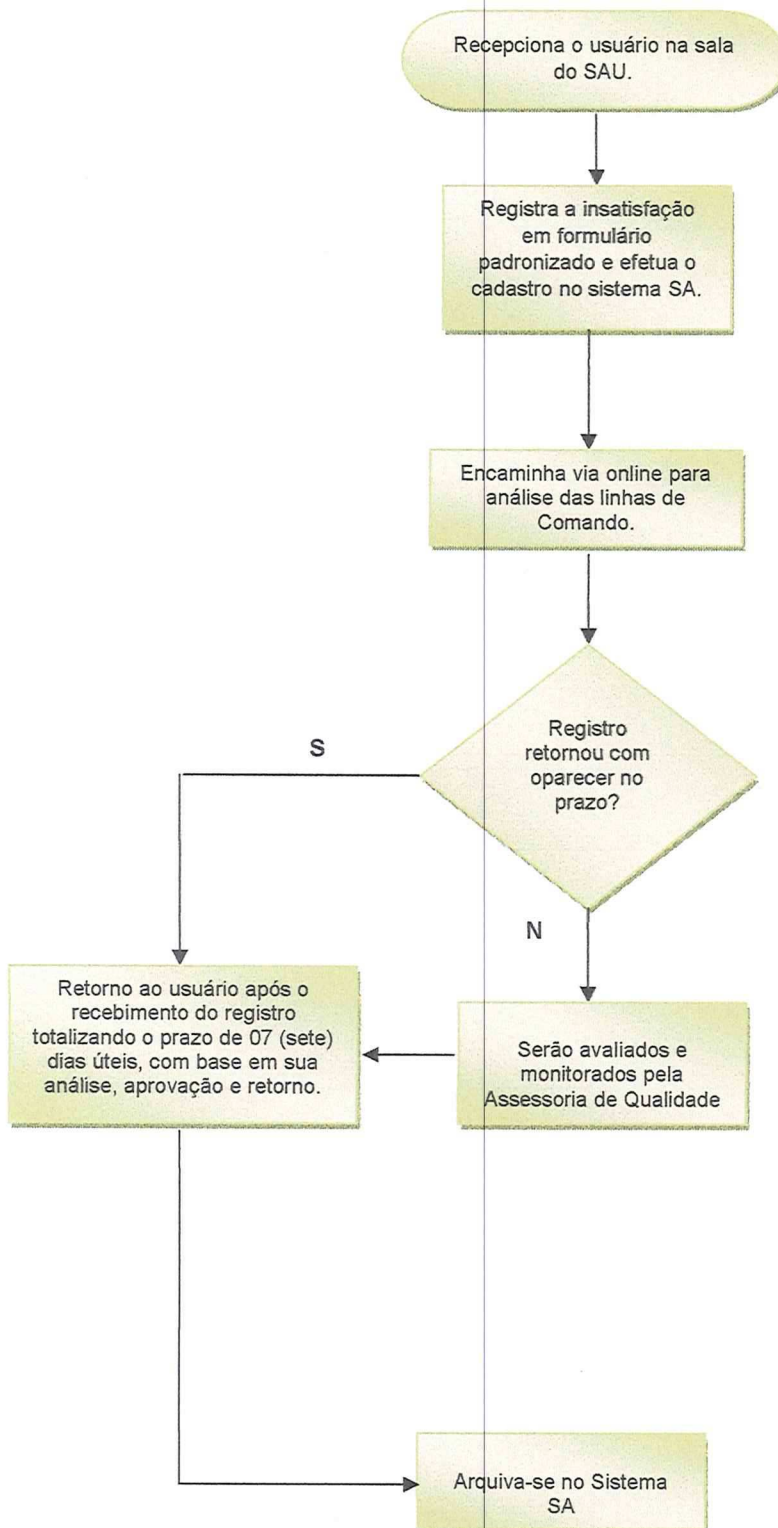 Recepciona o usuário na sala
do SAU.
Registra a insatisfação
em formulário
padronizado e efetua o
cadastro no sistema SA.
Encaminha via online para
análise das linhas de
Comando.
Registro
retornou com
oparecer no
prazo?
S
N
Retorno ao usuário após o
recebimento do registro
totalizando o prazo de 07 (sete)
dias úteis, com base em sua
análise, aprovação e retorno.
Serão avaliados e
monitorados pela
Assessoria de Qualidade
Arquiva-se no Sistema
SA